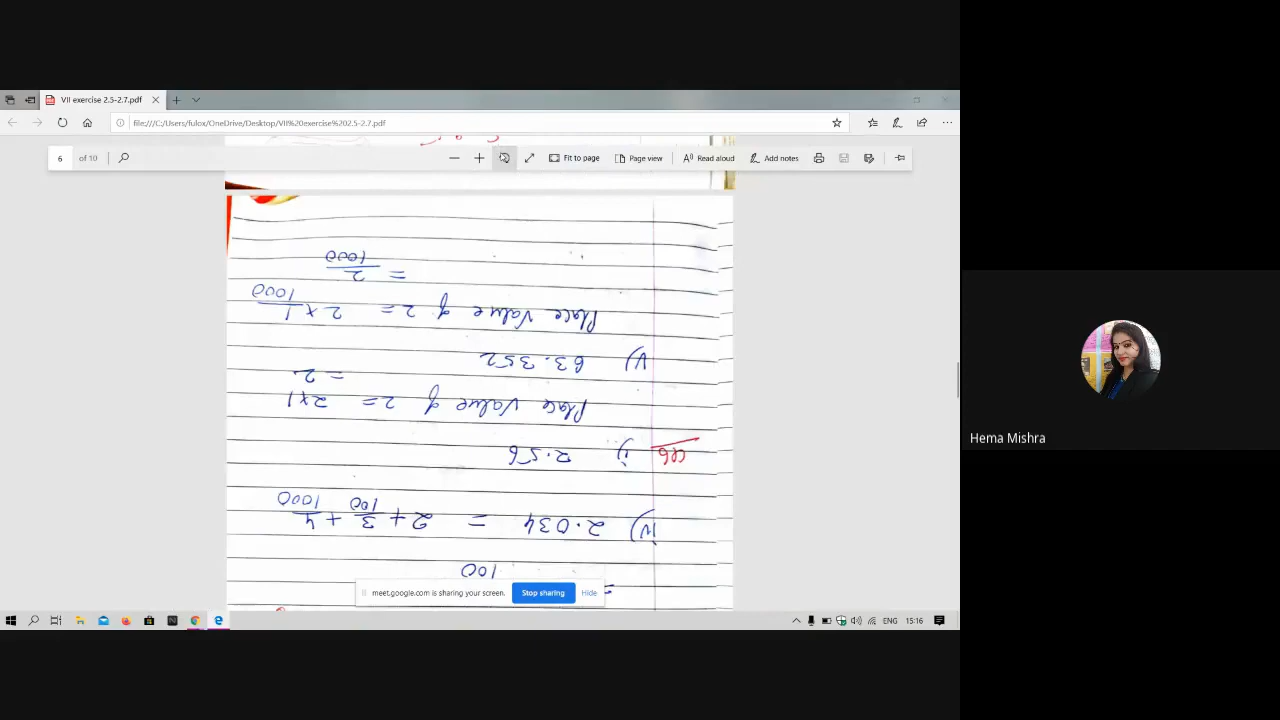 VII exercise 2.5-2.7.pdf
file:///C:/Users/fulox/OneDrive/Desktop/VII%20exercise%202.5-2.7.pdf
6 of 10 Fit to page Page view Read aloud Add notes
=
100
iv) 2.034 = 2 + 3/100 + 4/1000
Q6 i) 2.56
Place Value of 2 = 2×1
= 2
v) 63.352
Place Value of 2 = 2 × 1/1000
= 2/1000
meet.google.com is sharing your screen. Stop sharing Hide
ENG 15:16
Hema Mishra